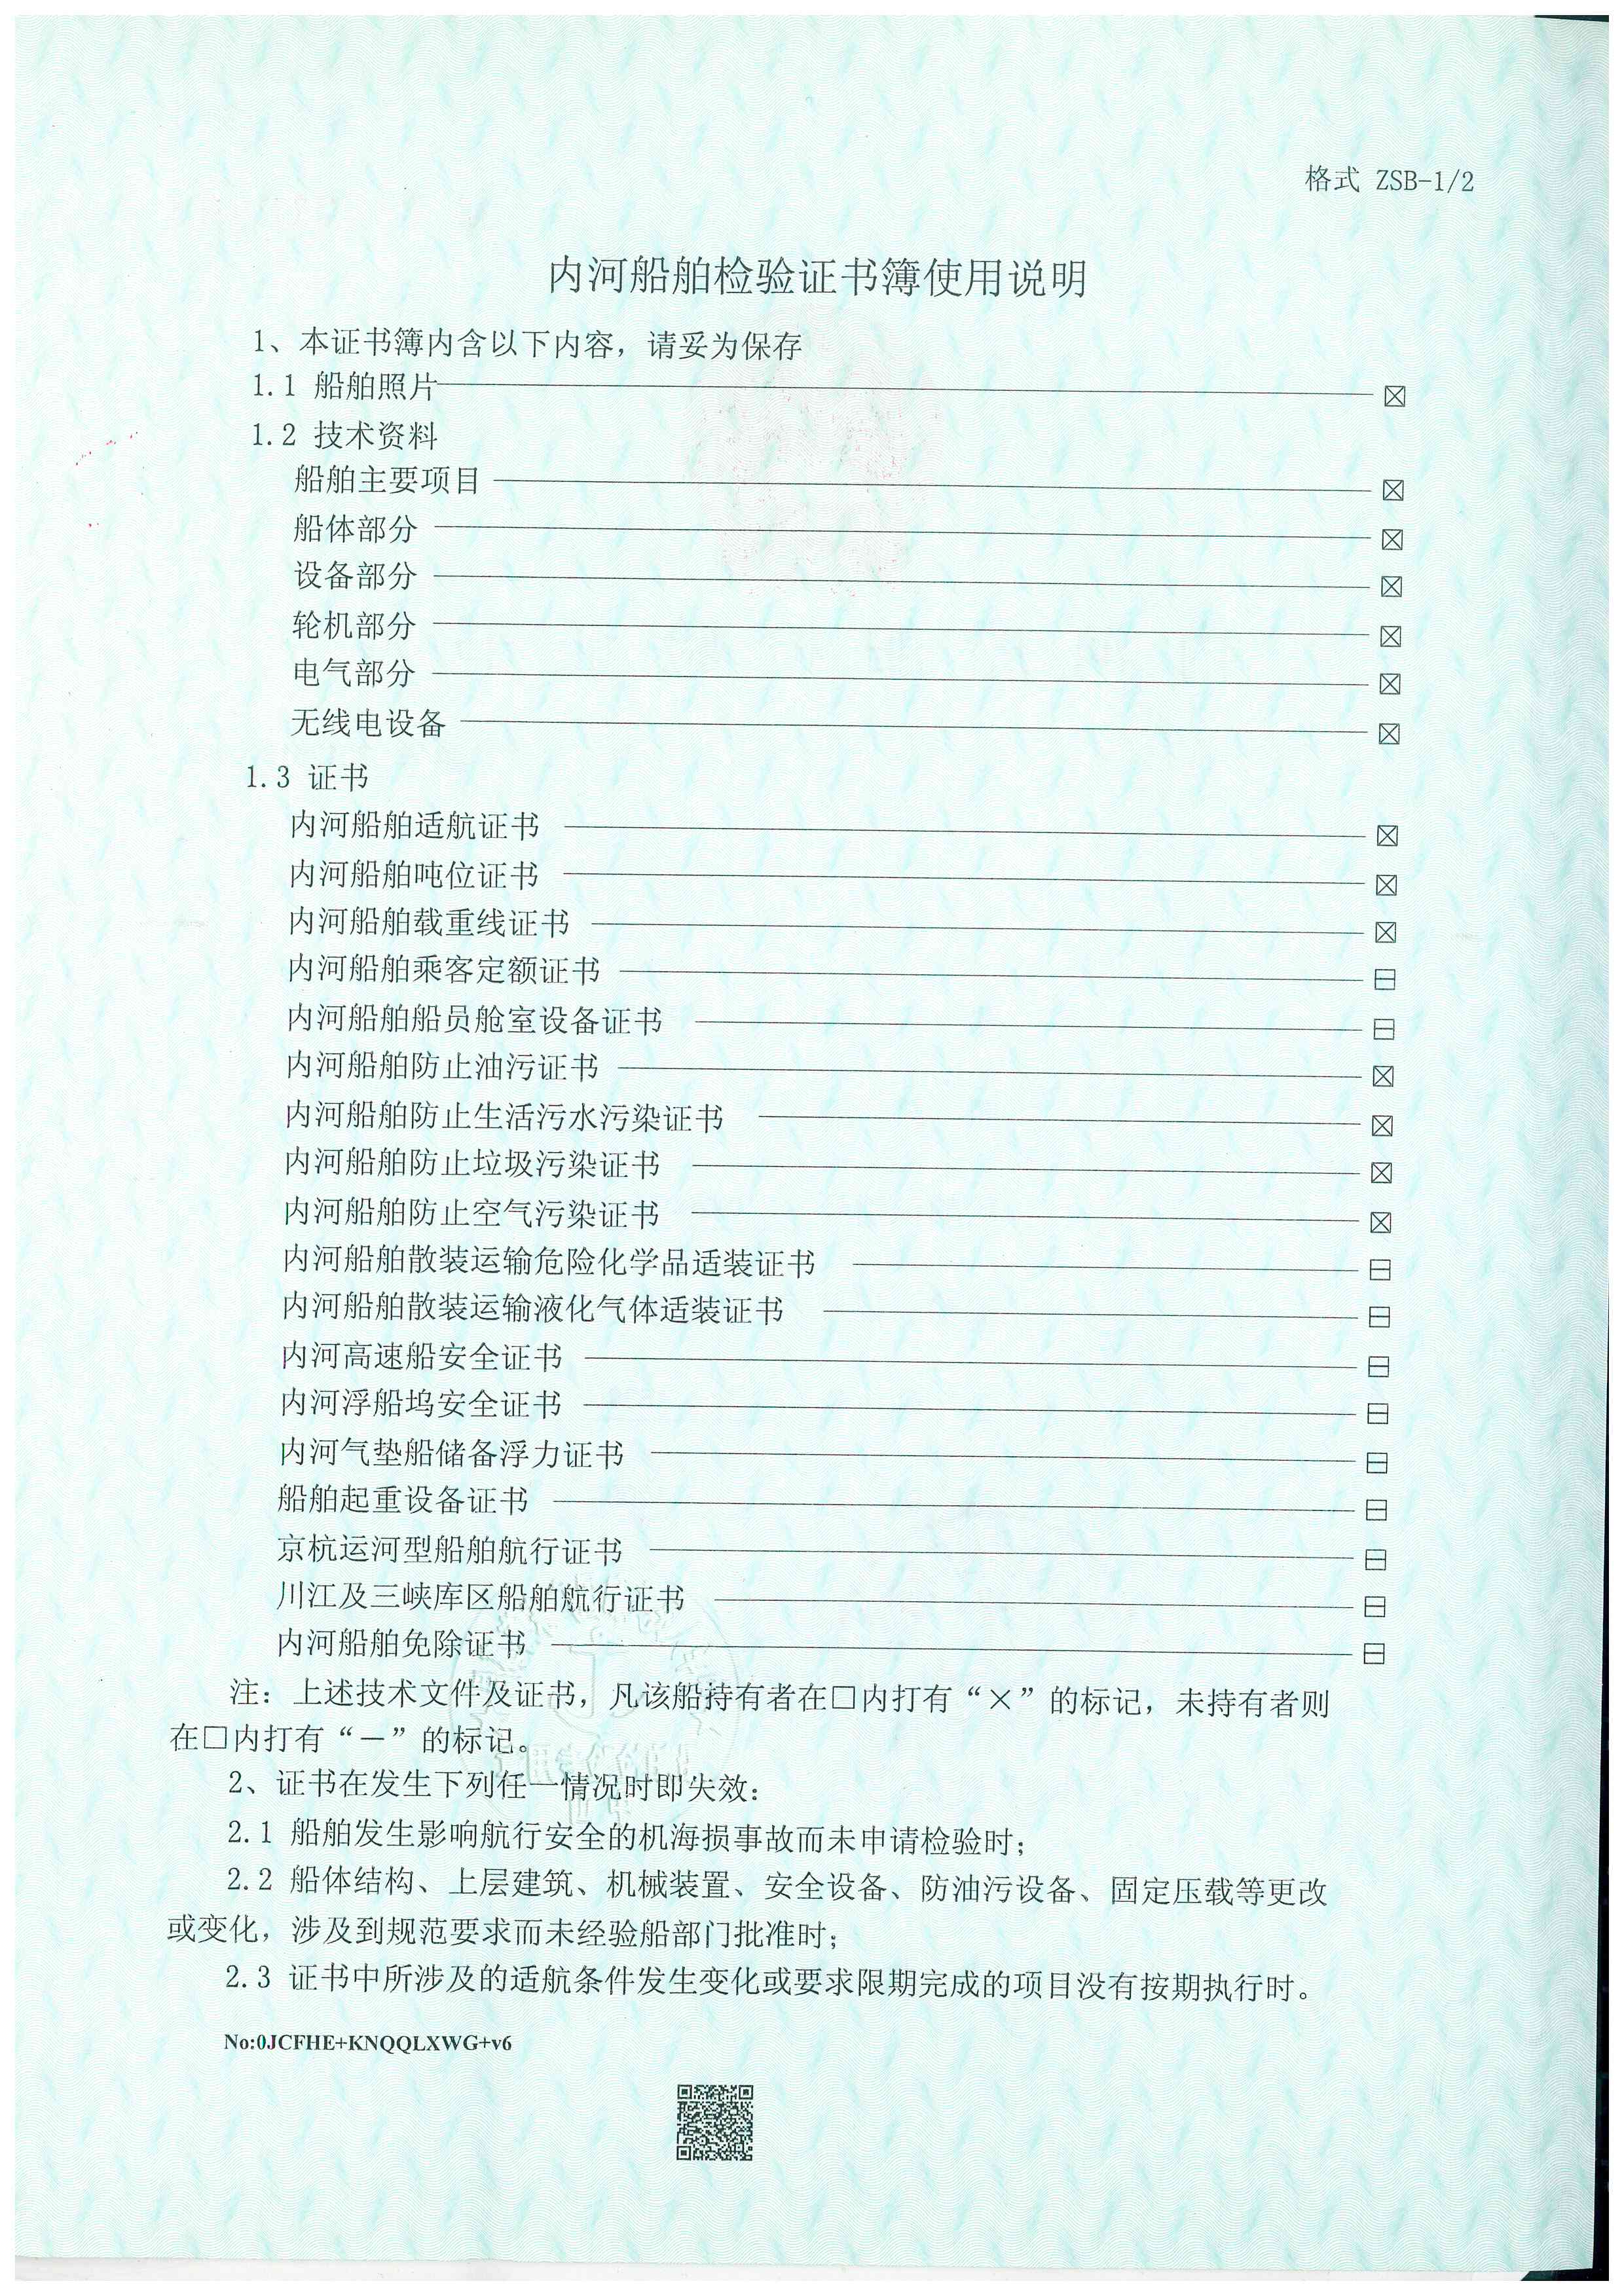 格式 ZSB-1/2
内河船舶检验证书簿使用说明
1、本证书簿内含以下内容，请妥为保存
1.1 船舶照片 ☒
1.2 技术资料
船舶主要项目 ☒
船体部分 ☒
设备部分 ☒
轮机部分 ☒
电气部分 ☒
无线电设备 ☒
1.3 证书
内河船舶适航证书 ☒
内河船舶吨位证书 ☒
内河船舶载重线证书 ☒
内河船舶乘客定额证书 ⊟
内河船舶船员舱室设备证书 ⊟
内河船舶防止油污证书 ☒
内河船舶防止生活污水污染证书 ☒
内河船舶防止垃圾污染证书 ☒
内河船舶防止空气污染证书 ☒
内河船舶散装运输危险化学品适装证书 ⊟
内河船舶散装运输液化气体适装证书 ⊟
内河高速船安全证书 ⊟
内河浮船坞安全证书 ⊟
内河气垫船储备浮力证书 ⊟
船舶起重设备证书 ⊟
京杭运河型船舶航行证书 ⊟
川江及三峡库区船舶航行证书 ⊟
内河船舶免除证书 ⊟
注：上述技术文件及证书，凡该船持有者在□内打有“×”的标记，未持有者则
在□内打有“－”的标记。
2、证书在发生下列任一情况时即失效：
2.1 船舶发生影响航行安全的机海损事故而未申请检验时；
2.2 船体结构、上层建筑、机械装置、安全设备、防油污设备、固定压载等更改
或变化，涉及到规范要求而未经验船部门批准时；
2.3 证书中所涉及的适航条件发生变化或要求限期完成的项目没有按期执行时。
No:0JCFHE+KNQQLXWG+v6